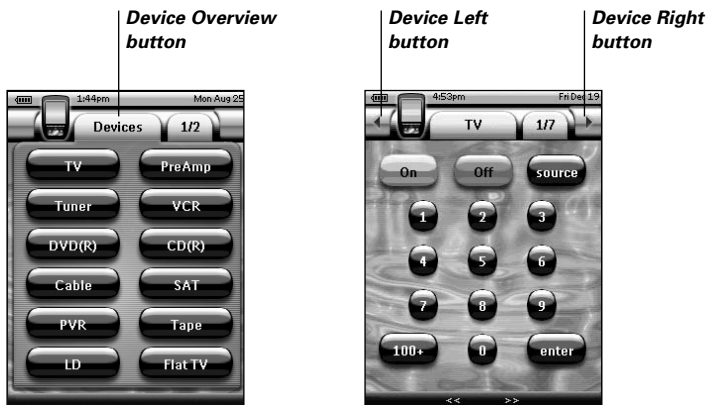 Device Overview
button
Device Left
button
Device Right
button
1:44pm Mon Aug 25
Devices 1/2
TV PreAmp
Tuner VCR
DVD(R) CD(R)
Cable SAT
PVR Tape
LD Flat TV
4:53pm Fri Dec 19
TV 1/7
On Off source
1 2 3
4 5 6
7 8 9
100+ 0 enter
<< >>